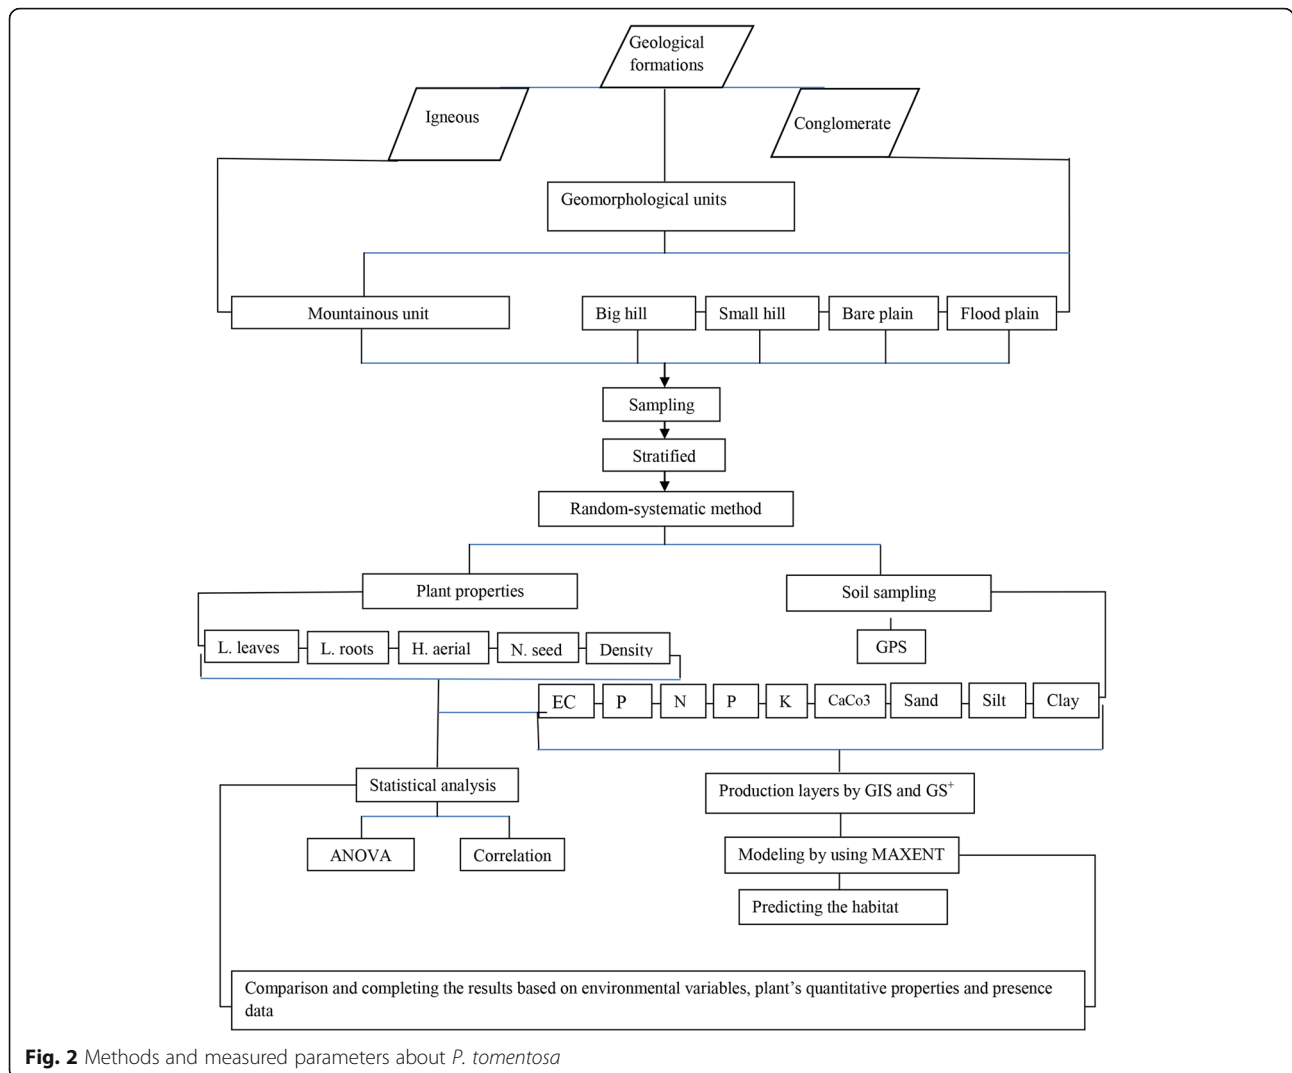 Geological
formations
Igneous
Conglomerate
Geomorphological units
Mountainous unit
Big hill
Small hill
Bare plain
Flood plain
Sampling
Stratified
Random-systematic method
Plant properties
Soil sampling
GPS
L. leaves
L. roots
H. aerial
N. seed
Density
EC
P
N
P
K
CaCo3
Sand
Silt
Clay
Statistical analysis
ANOVA
Correlation
Production layers by GIS and GS+
Modeling by using MAXENT
Predicting the habitat
Comparison and completing the results based on environmental variables, plant’s quantitative properties and presence
data
Fig. 2 Methods and measured parameters about P. tomentosa